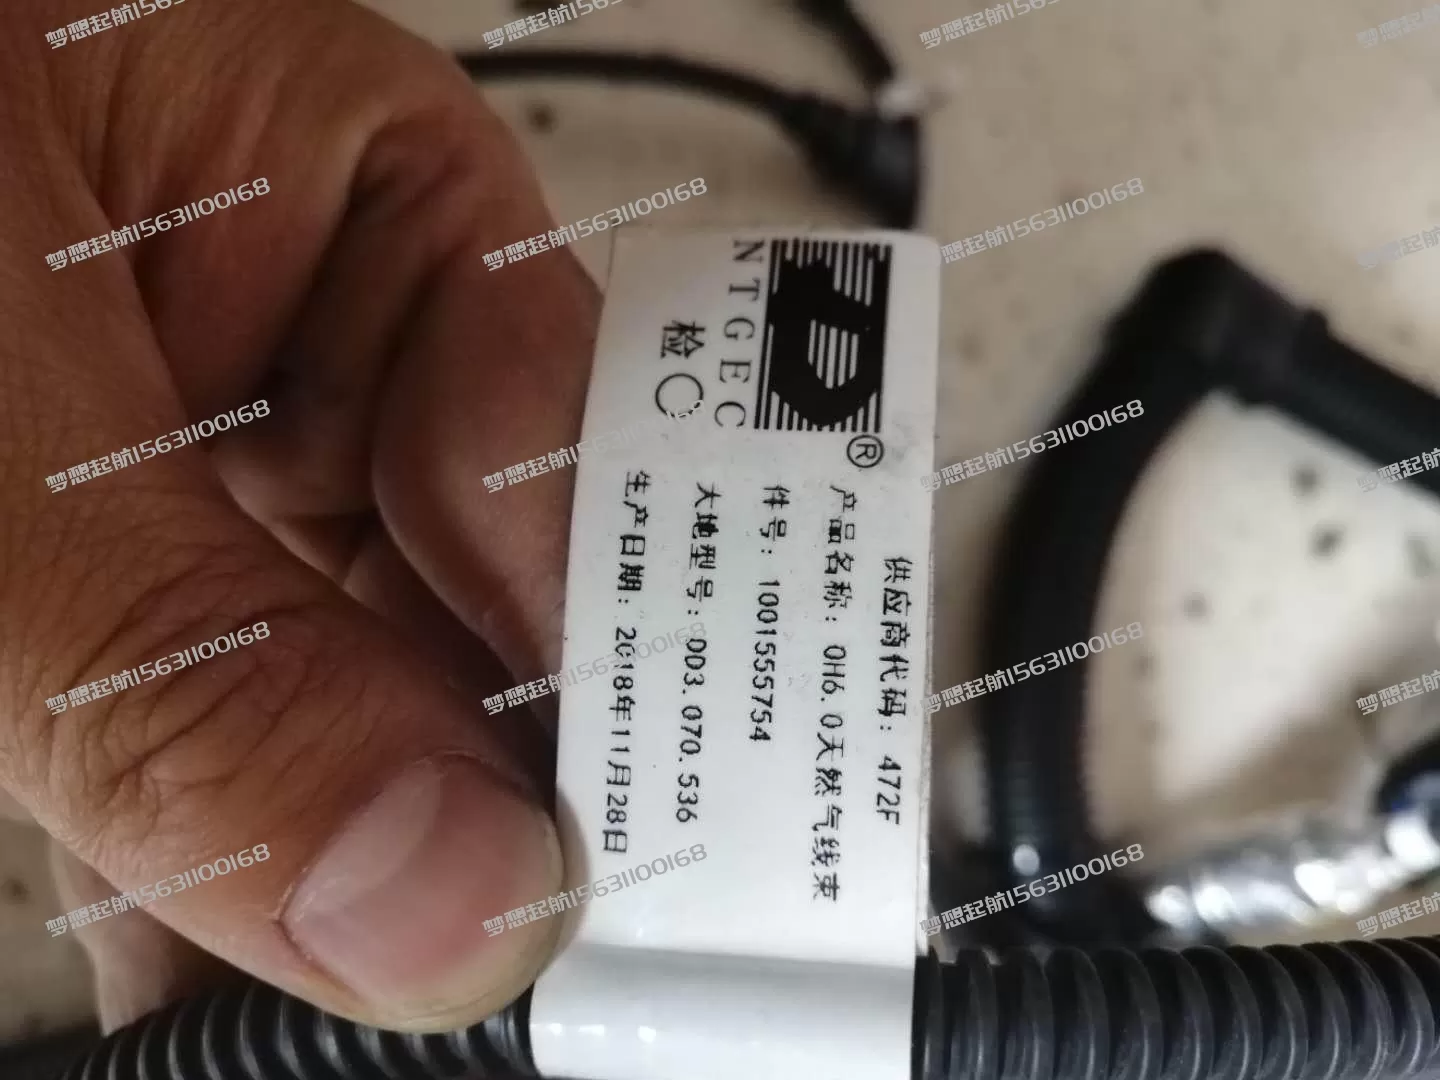 NTGEC
检
®
供应商代码: 472F
产品名称: 0H6.0天然气线束
件号: 1001555754
大地型号: 003.070.536
生产日期: 2018年11月28日
梦想起航15631100168